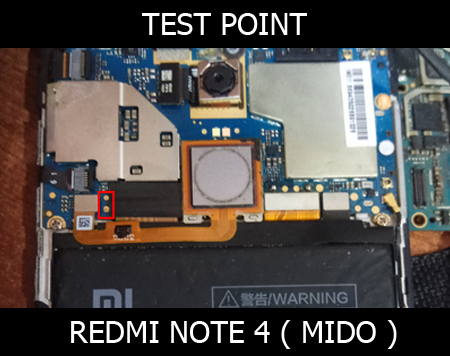 TEST POINT
MI
警告/WARNING
REDMI NOTE 4 ( MIDO )